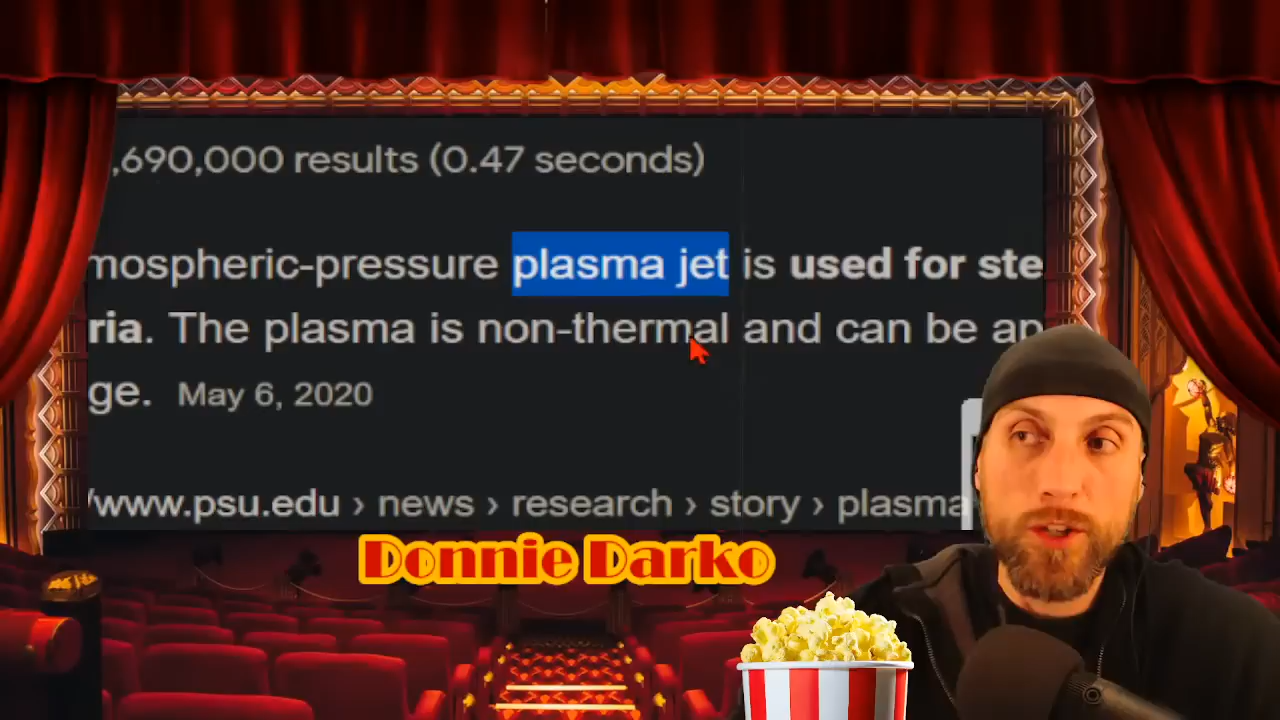 ,690,000 results (0.47 seconds)
mospheric-pressure plasma jet is used for ste
ria. The plasma is non-thermal and can be ap
ge. May 6, 2020
/www.psu.edu › news › research › story › plasma
Donnie Darko